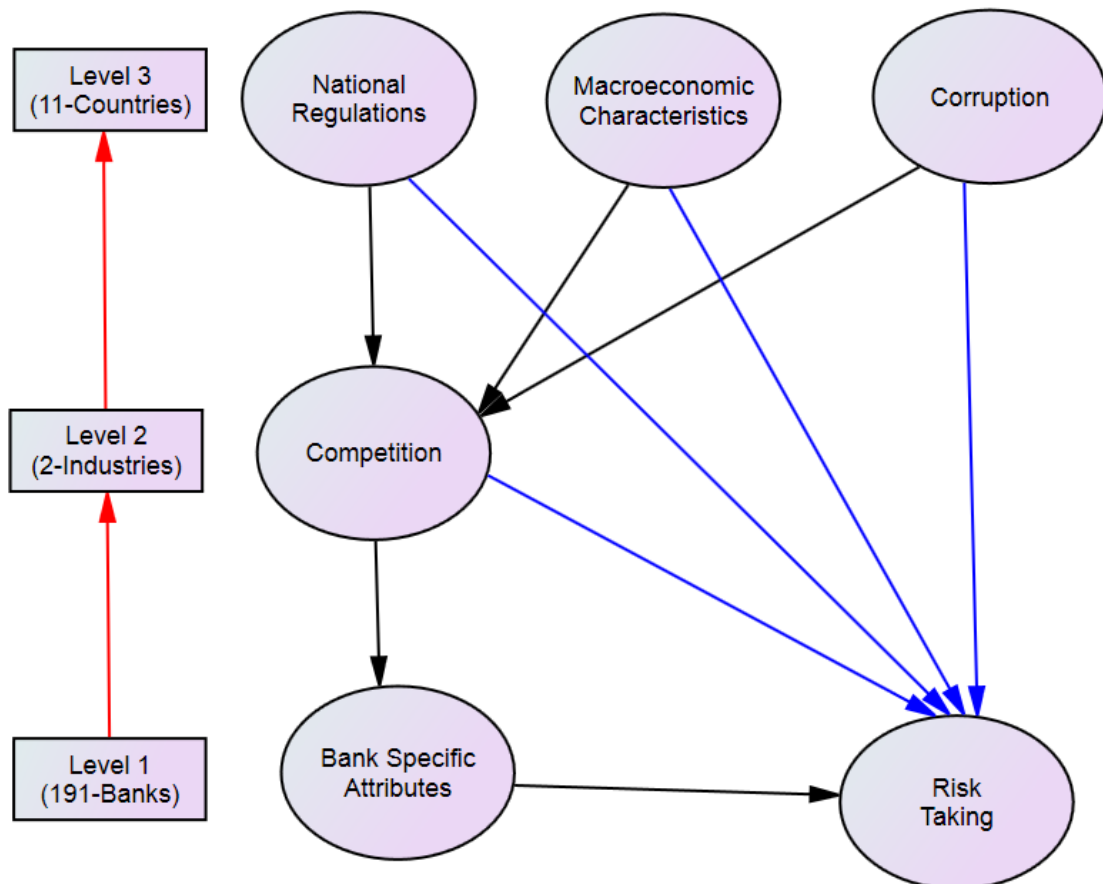 Level 3
(11-Countries)
National
Regulations
Macroeconomic
Characteristics
Corruption
Level 2
(2-Industries)
Competition
Level 1
(191-Banks)
Bank Specific
Attributes
Risk
Taking